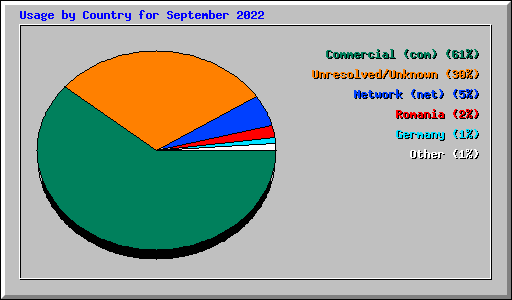 Usage by Country for September 2022
Commercial (com) (61%)
Unresolved/Unknown (30%)
Network (net) (5%)
Romania (2%)
Germany (1%)
Other (1%)